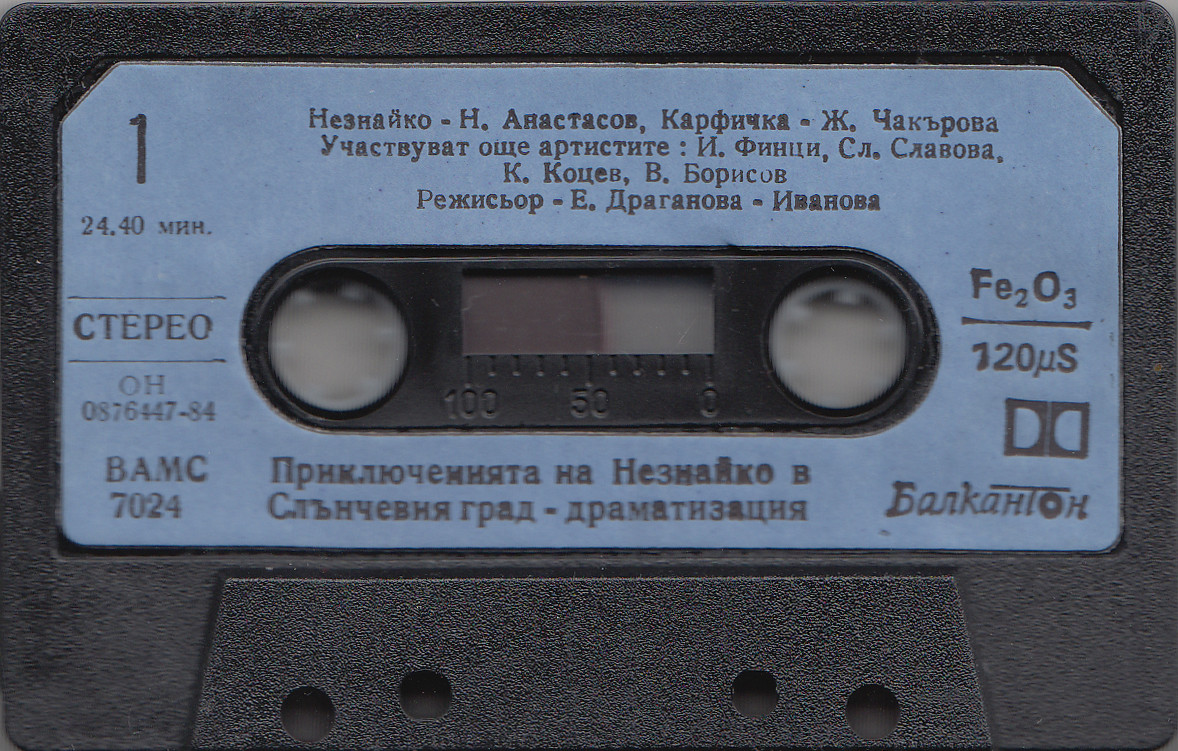 1
24.40 мин.
Незнайко - Н. Анастасов, Карфичка - Ж. Чакърова
Участвуват още артистите : И. Финци, Сл. Славова,
К. Коцев, В. Борисов
Режисьор - Е. Драганова - Иванова
СТЕРЕО
ОН
0876447-84
ВАМС
7024
100 50 0
Fe₂O₃
120μS
Приключенията на Незнайко в
Слънчевия град - драматизация
Балкантон